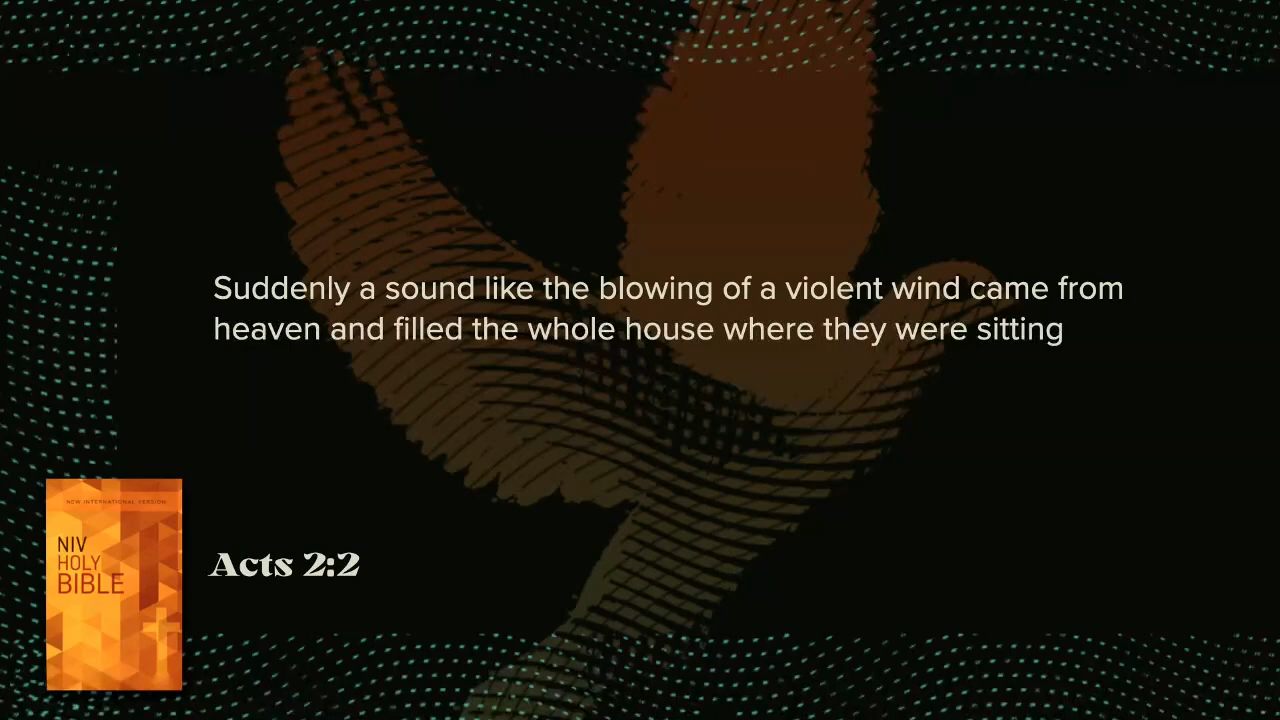 Suddenly a sound like the blowing of a violent wind came from
heaven and filled the whole house where they were sitting
NEW INTERNATIONAL VERSION
NIV
HOLY
BIBLE
Acts 2:2